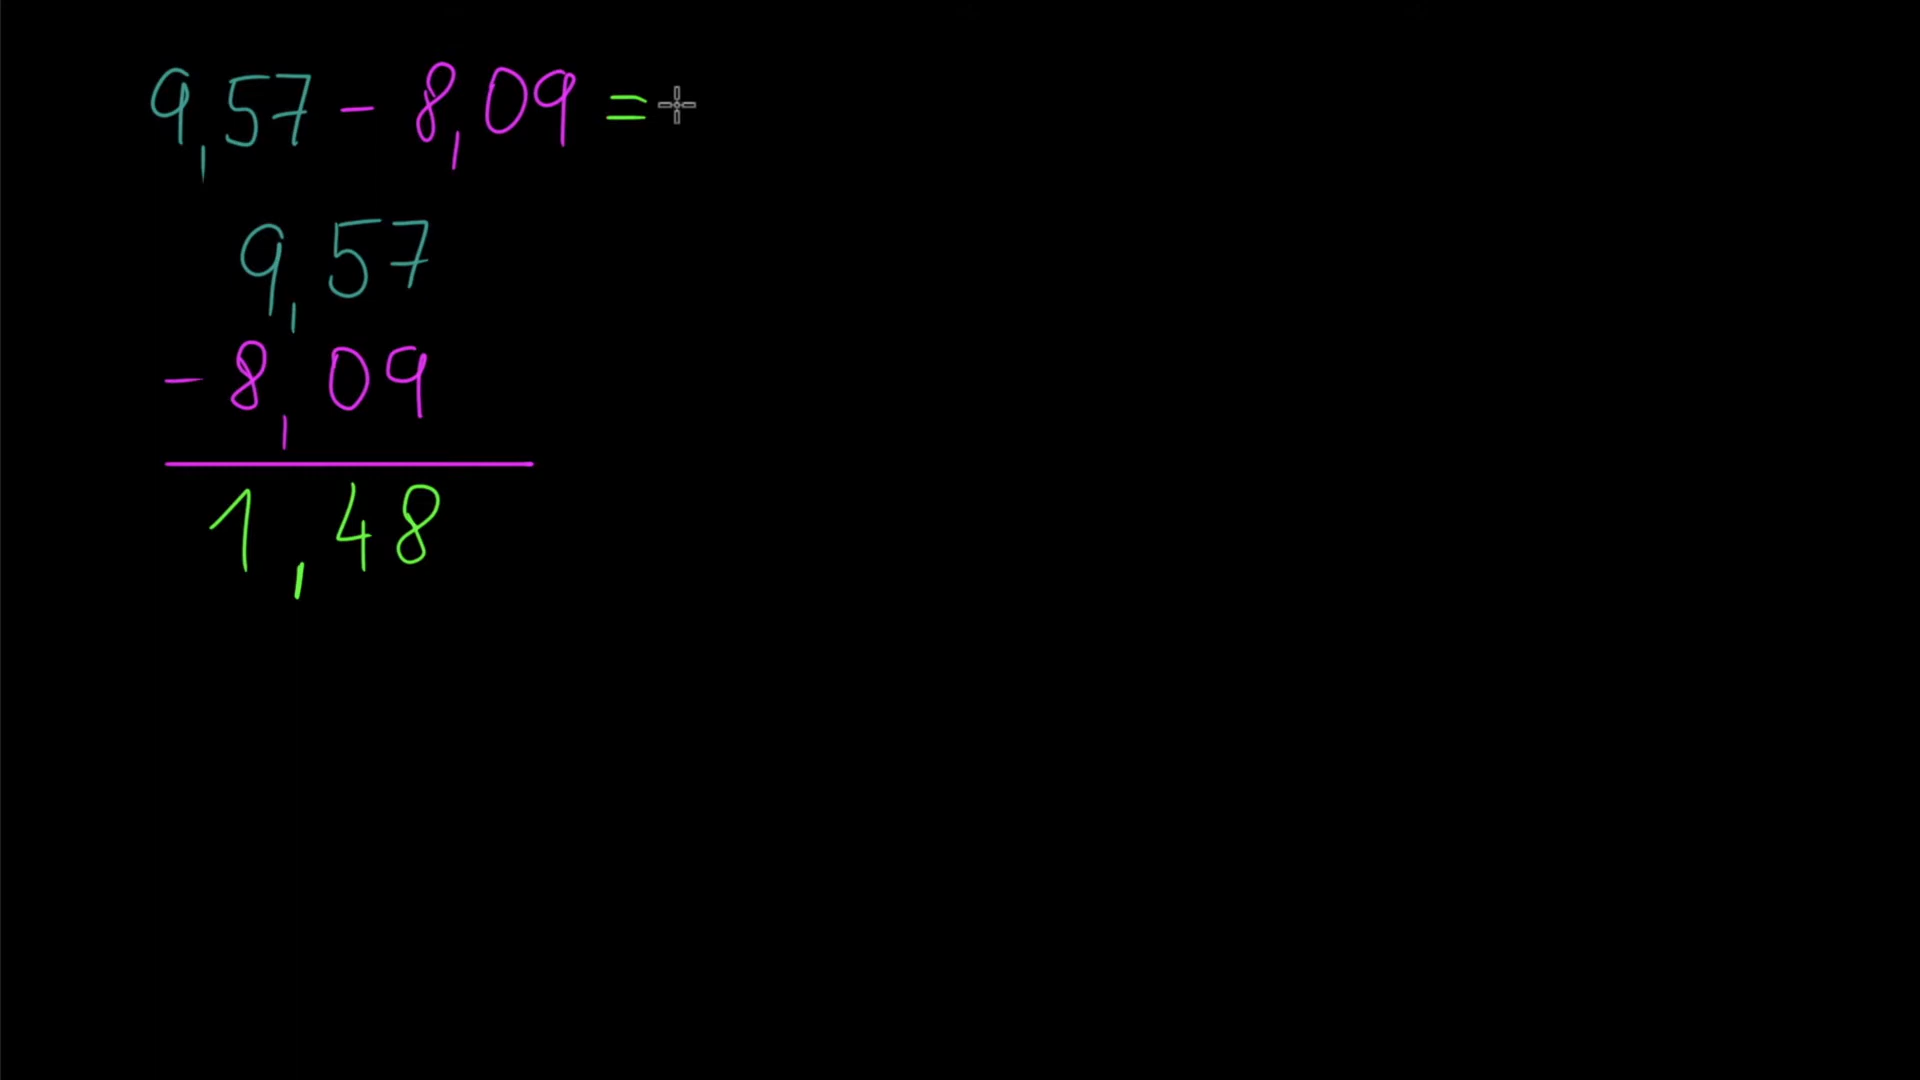 9,57 - 8,09 =
9,57
- 8,09
1,48